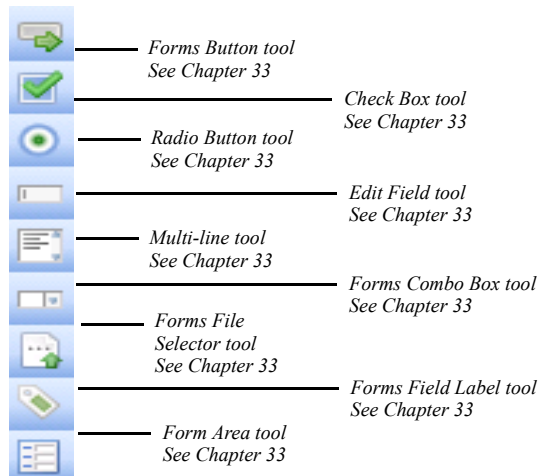 Forms Button tool
See Chapter 33
Check Box tool
See Chapter 33
Radio Button tool
See Chapter 33
Edit Field tool
See Chapter 33
Multi-line tool
See Chapter 33
Forms Combo Box tool
See Chapter 33
Forms File
Selector tool
See Chapter 33
Forms Field Label tool
See Chapter 33
Form Area tool
See Chapter 33